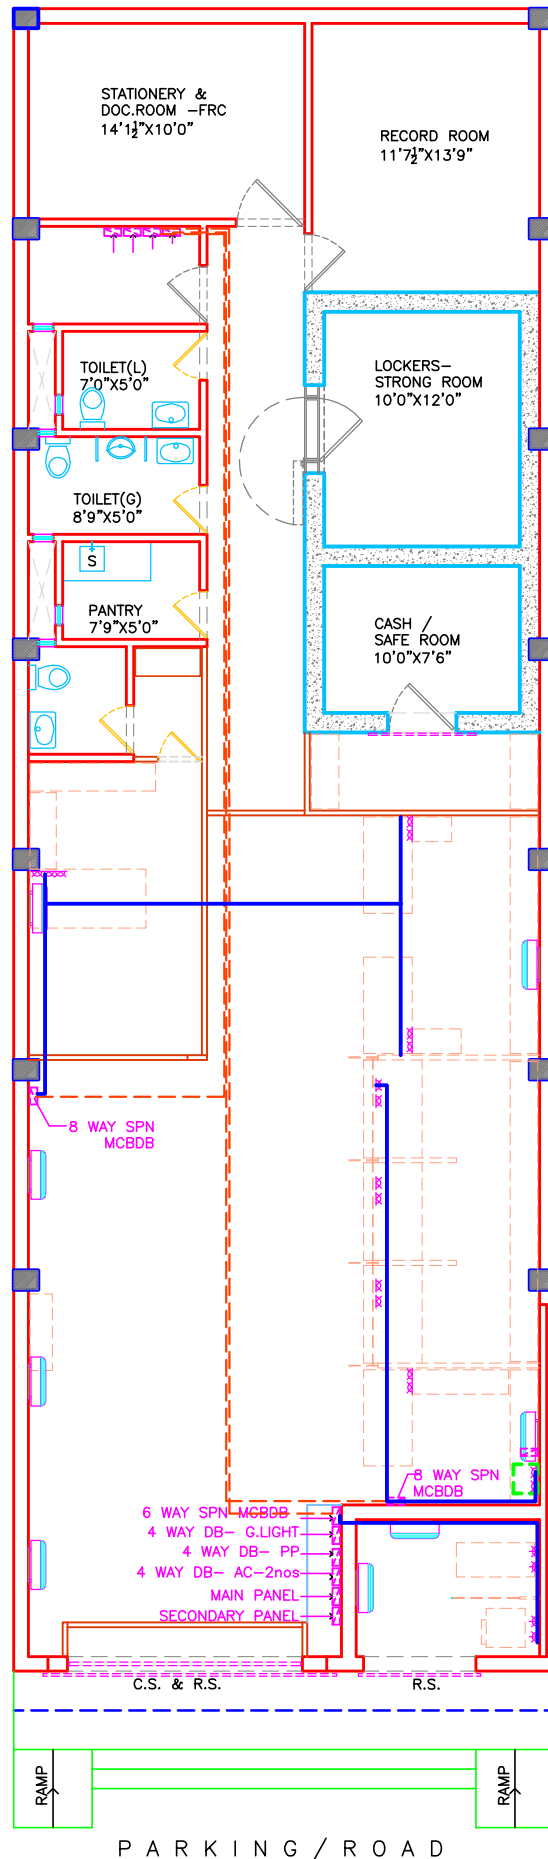 STATIONERY &
DOC.ROOM -FRC
14'1½"X10'0"
RECORD ROOM
11'7½"X13'9"
TOILET(L)
7'0"X5'0"
LOCKERS-
STRONG ROOM
10'0"X12'0"
TOILET(G)
8'9"X5'0"
S
PANTRY
7'9"X5'0"
CASH /
SAFE ROOM
10'0"X7'6"
8 WAY SPN
MCBDB
8 WAY SPN
MCBDB
6 WAY SPN MCBDB
4 WAY DB- G.LIGHT
4 WAY DB- PP
4 WAY DB- AC-2nos
MAIN PANEL
SECONDARY PANEL
C.S. & R.S.
R.S.
RAMP
RAMP
PARKING/ROAD